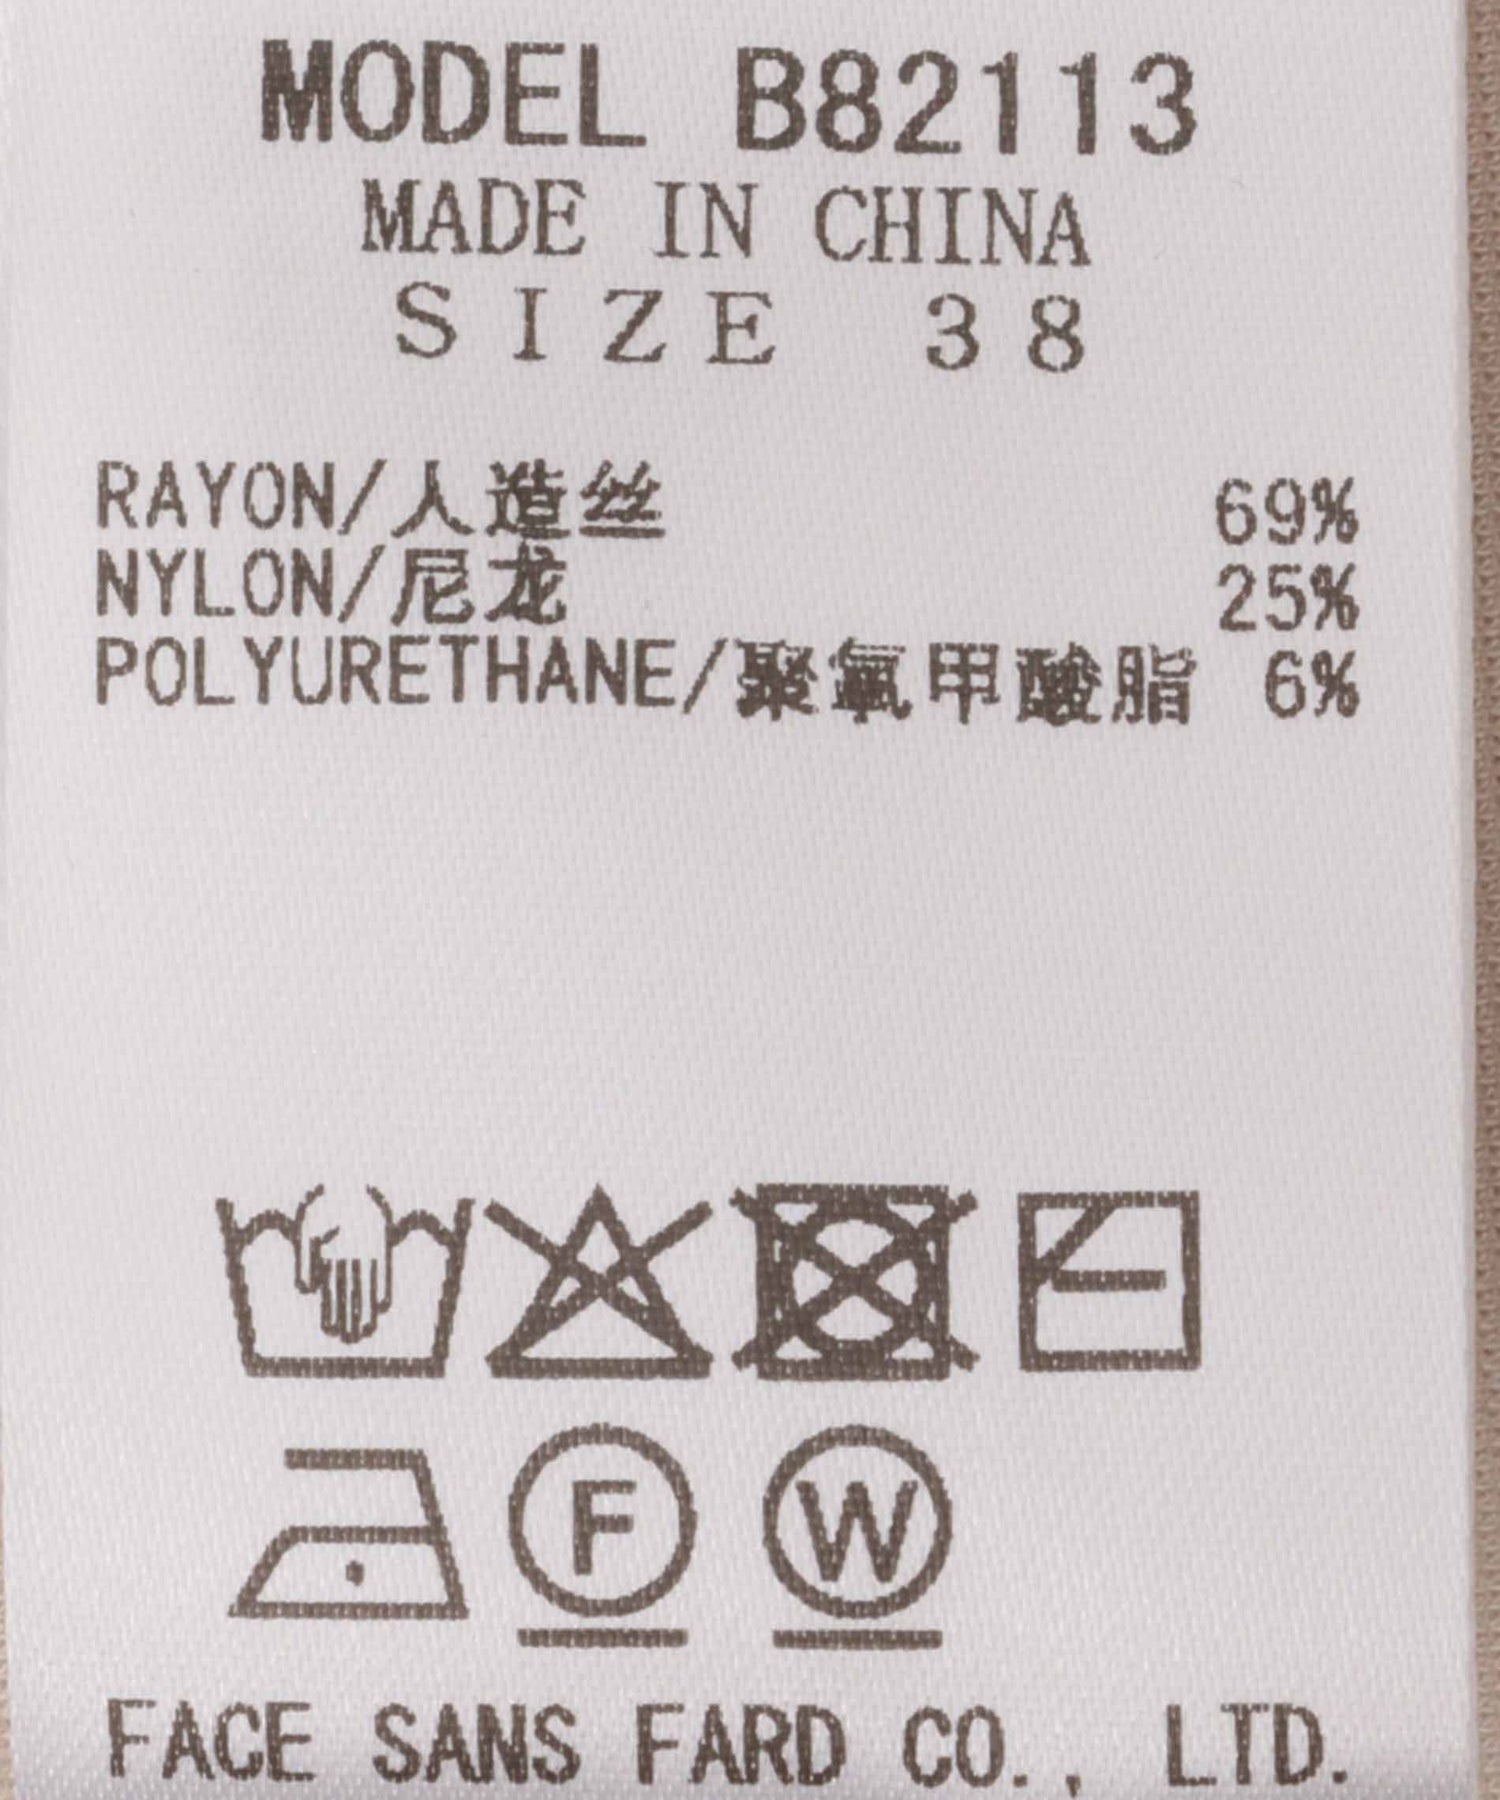 MODEL B82113
MADE IN CHINA
SIZE 38
RAYON/人造丝 69%
NYLON/尼龙 25%
POLYURETHANE/聚氧甲酸脂 6%
F W
FACE SANS FARD CO., LTD.